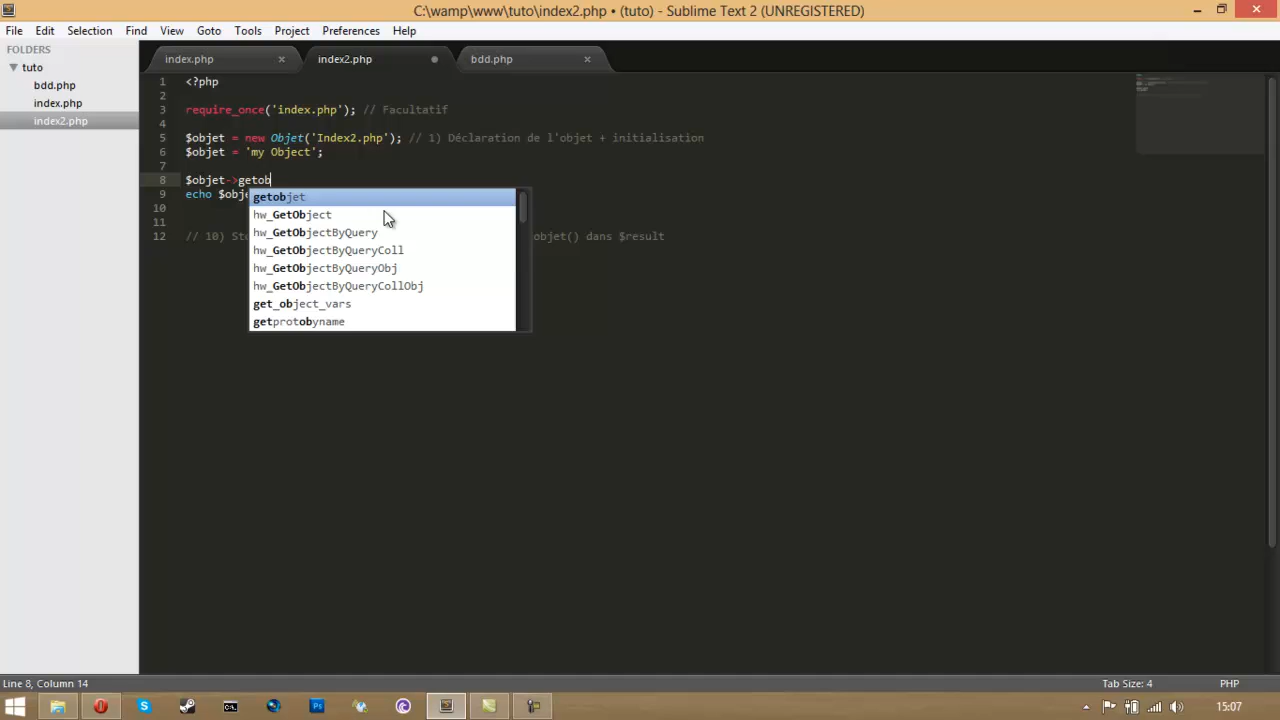 C:\wamp\www\tuto\index2.php • (tuto) - Sublime Text 2 (UNREGISTERED)
File Edit Selection Find View Goto Tools Project Preferences Help
FOLDERS
tuto
bdd.php
index.php
index2.php
index.php index2.php bdd.php
1 <?php
2
3 require_once('index.php'); // Facultatif
4
5 $objet = new Objet('Index2.php'); // 1) Déclaration de l'objet + initialisation
6 $objet = 'my Object';
7
8 $objet->getob
9 echo $obje
10
11
12 // 10) Sto objet() dans $result
getobjet
hw_GetObject
hw_GetObjectByQuery
hw_GetObjectByQueryColl
hw_GetObjectByQueryObj
hw_GetObjectByQueryCollObj
get_object_vars
getprotobyname
Line 8, Column 14 Tab Size: 4 PHP
15:07